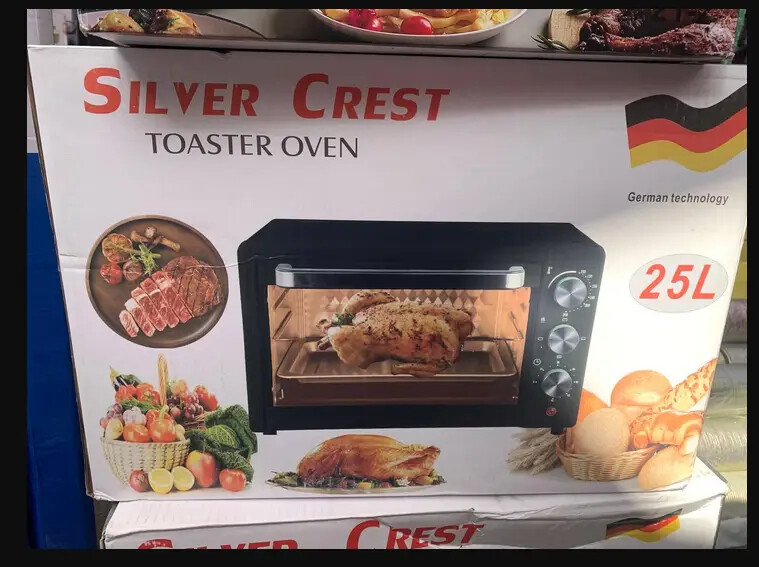 SILVER CREST
TOASTER OVEN
German technology
25L
SILVER CREST